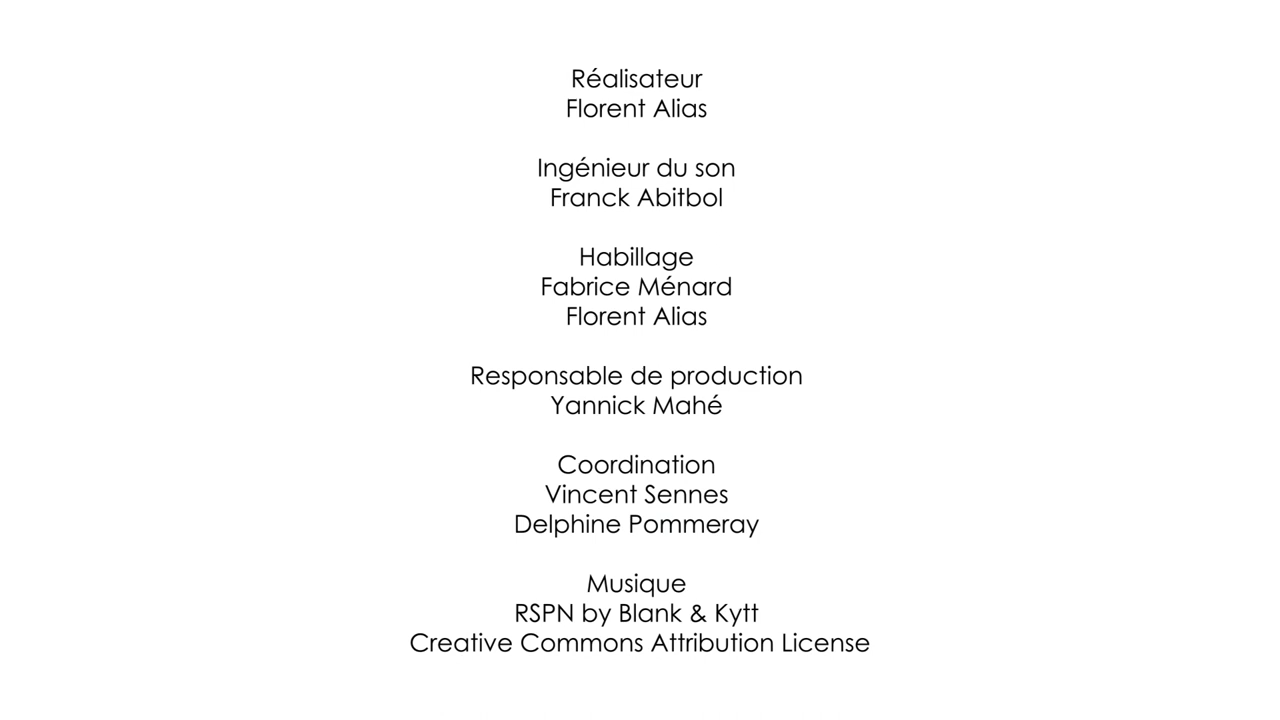 Réalisateur
Florent Alias
Ingénieur du son
Franck Abitbol
Habillage
Fabrice Ménard
Florent Alias
Responsable de production
Yannick Mahé
Coordination
Vincent Sennes
Delphine Pommeray
Musique
RSPN by Blank & Kytt
Creative Commons Attribution License